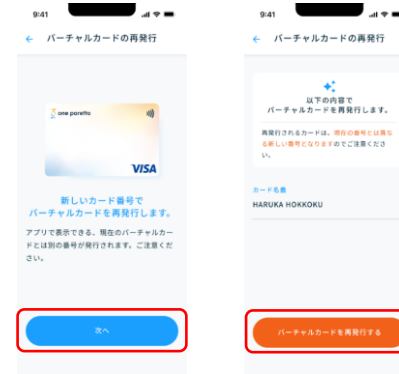 9:41
← バーチャルカードの再発行
one paretto
VISA
新しいカード番号で
バーチャルカードを再発行します。
アプリで表示できる、現在のバーチャルカー
ドとは別の番号が発行されます。ご注意くだ
さい。
次へ
9:41
← バーチャルカードの再発行
以下の内容で
バーチャルカードを再発行します。
再発行されるカードは、現在の番号とは異な
る新しい番号となりますのでご注意くださ
い。
カード名義
HARUKA HOKKOKU
バーチャルカードを再発行する